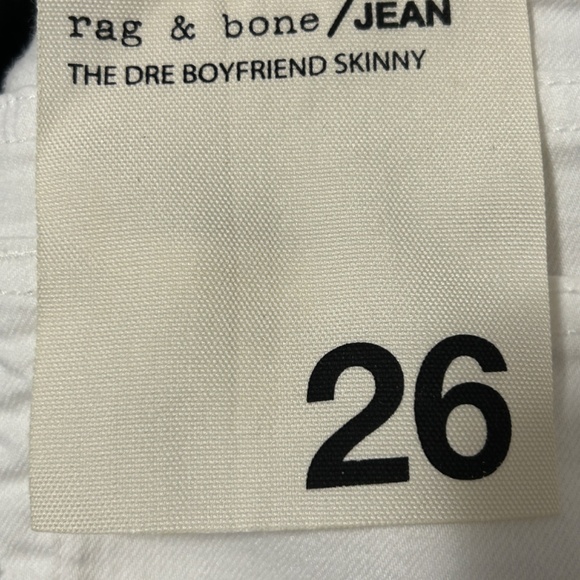 rag & bone/JEAN
THE DRE BOYFRIEND SKINNY
26